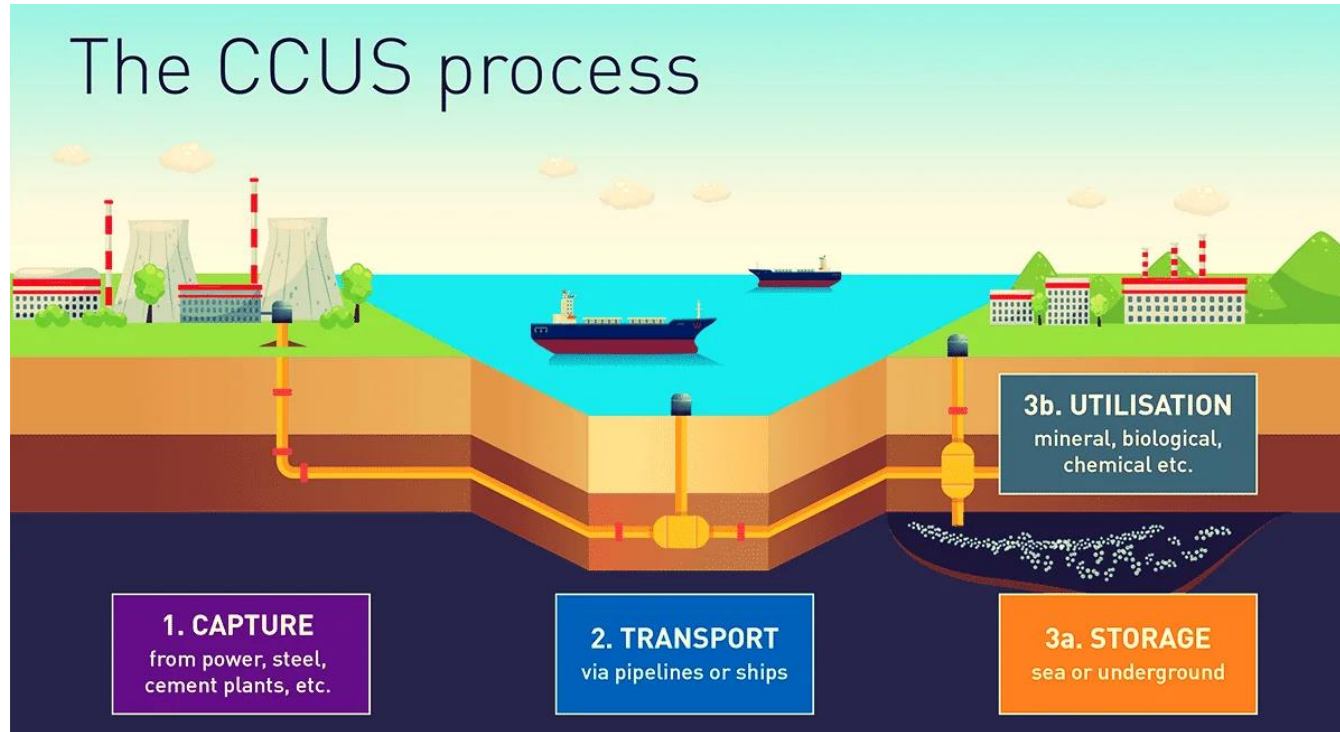 The CCUS process
3b. UTILISATION
mineral, biological,
chemical etc.
1. CAPTURE
from power, steel,
cement plants, etc.
2. TRANSPORT
via pipelines or ships
3a. STORAGE
sea or underground